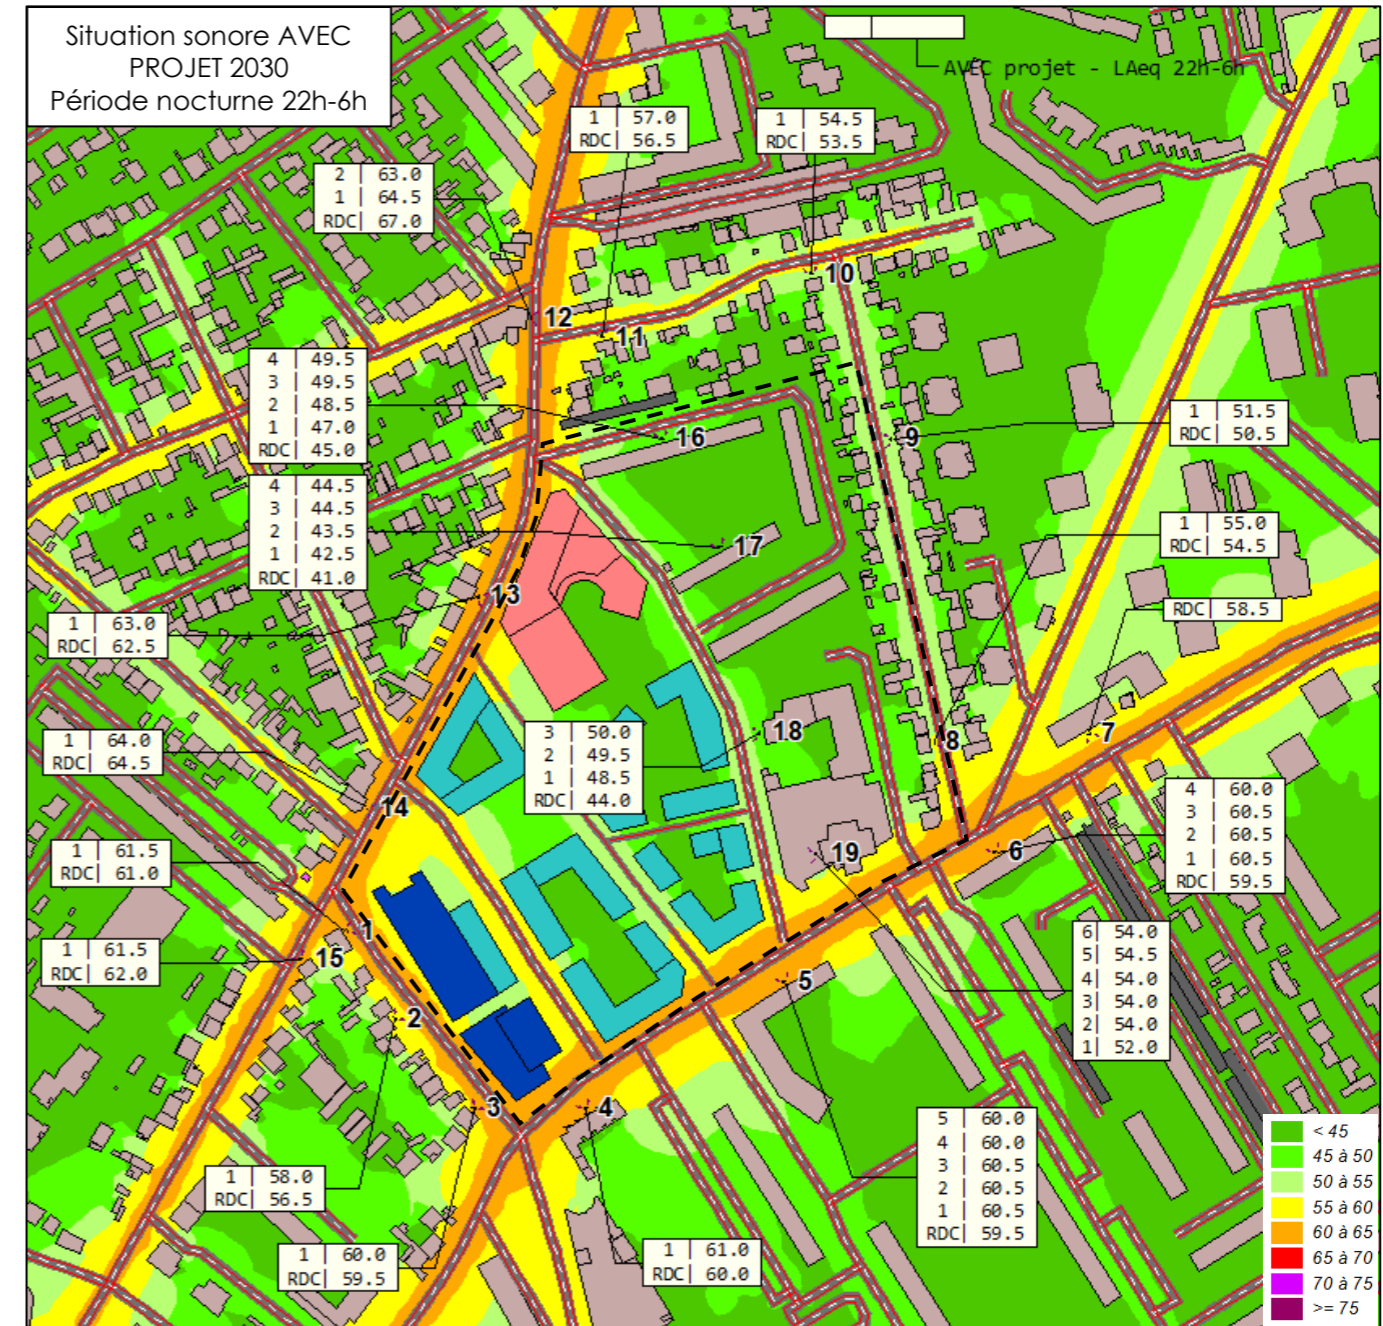 Situation sonore AVEC
PROJET 2030
Période nocturne 22h-6h
AVEC projet - LAeq 22h-6h
1 | 57.0
RDC| 56.5
1 | 54.5
RDC| 53.5
2 | 63.0
1 | 64.5
RDC| 67.0
10
12
11
4 | 49.5
3 | 49.5
2 | 48.5
1 | 47.0
RDC| 45.0
1 | 51.5
RDC| 50.5
16
9
4 | 44.5
3 | 44.5
2 | 43.5
1 | 42.5
RDC| 41.0
17
1 | 55.0
RDC| 54.5
13
RDC| 58.5
1 | 63.0
RDC| 62.5
3 | 50.0
2 | 49.5
1 | 48.5
RDC| 44.0
18
8
7
1 | 64.0
RDC| 64.5
14
4 | 60.0
3 | 60.5
2 | 60.5
1 | 60.5
RDC| 59.5
19
6
1 | 61.5
RDC| 61.0
1
15
1 | 61.5
RDC| 62.0
6| 54.0
5| 54.5
4| 54.0
3| 54.0
2| 54.0
1| 52.0
5
2
3
4
5 | 60.0
4 | 60.0
3 | 60.5
2 | 60.5
1 | 60.5
RDC| 59.5
1 | 58.0
RDC| 56.5
1 | 60.0
RDC| 59.5
1 | 61.0
RDC| 60.0
< 45
45 à 50
50 à 55
55 à 60
60 à 65
65 à 70
70 à 75
>= 75